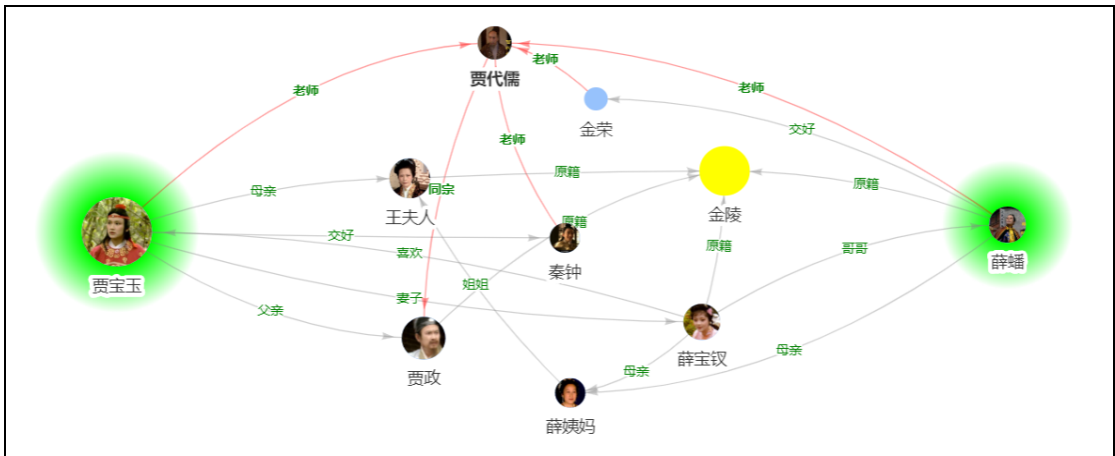 老师
贾代儒
老师
老师
金荣
交好
老师
母亲
王夫人
同宗
原籍
金陵
原籍
贾宝玉
交好
喜欢
秦钟
原籍
原籍
哥哥
薛蟠
姐姐
妻子
父亲
贾政
薛宝钗
母亲
母亲
薛姨妈